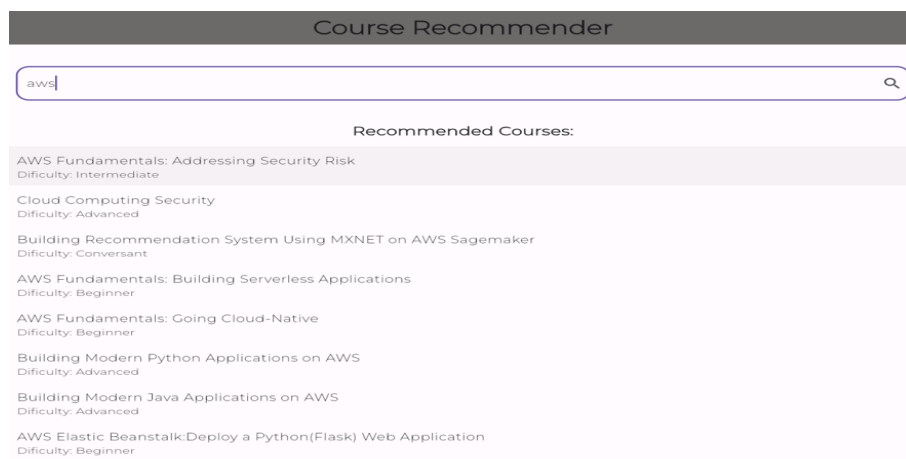 Course Recommender
aws
Recommended Courses:
AWS Fundamentals: Addressing Security Risk
Dificulty: Intermediate
Cloud Computing Security
Dificulty: Advanced
Building Recommendation System Using MXNET on AWS Sagemaker
Dificulty: Conversant
AWS Fundamentals: Building Serverless Applications
Dificulty: Beginner
AWS Fundamentals: Going Cloud-Native
Dificulty: Beginner
Building Modern Python Applications on AWS
Dificulty: Advanced
Building Modern Java Applications on AWS
Dificulty: Advanced
AWS Elastic Beanstalk:Deploy a Python(Flask) Web Application
Dificulty: Beginner